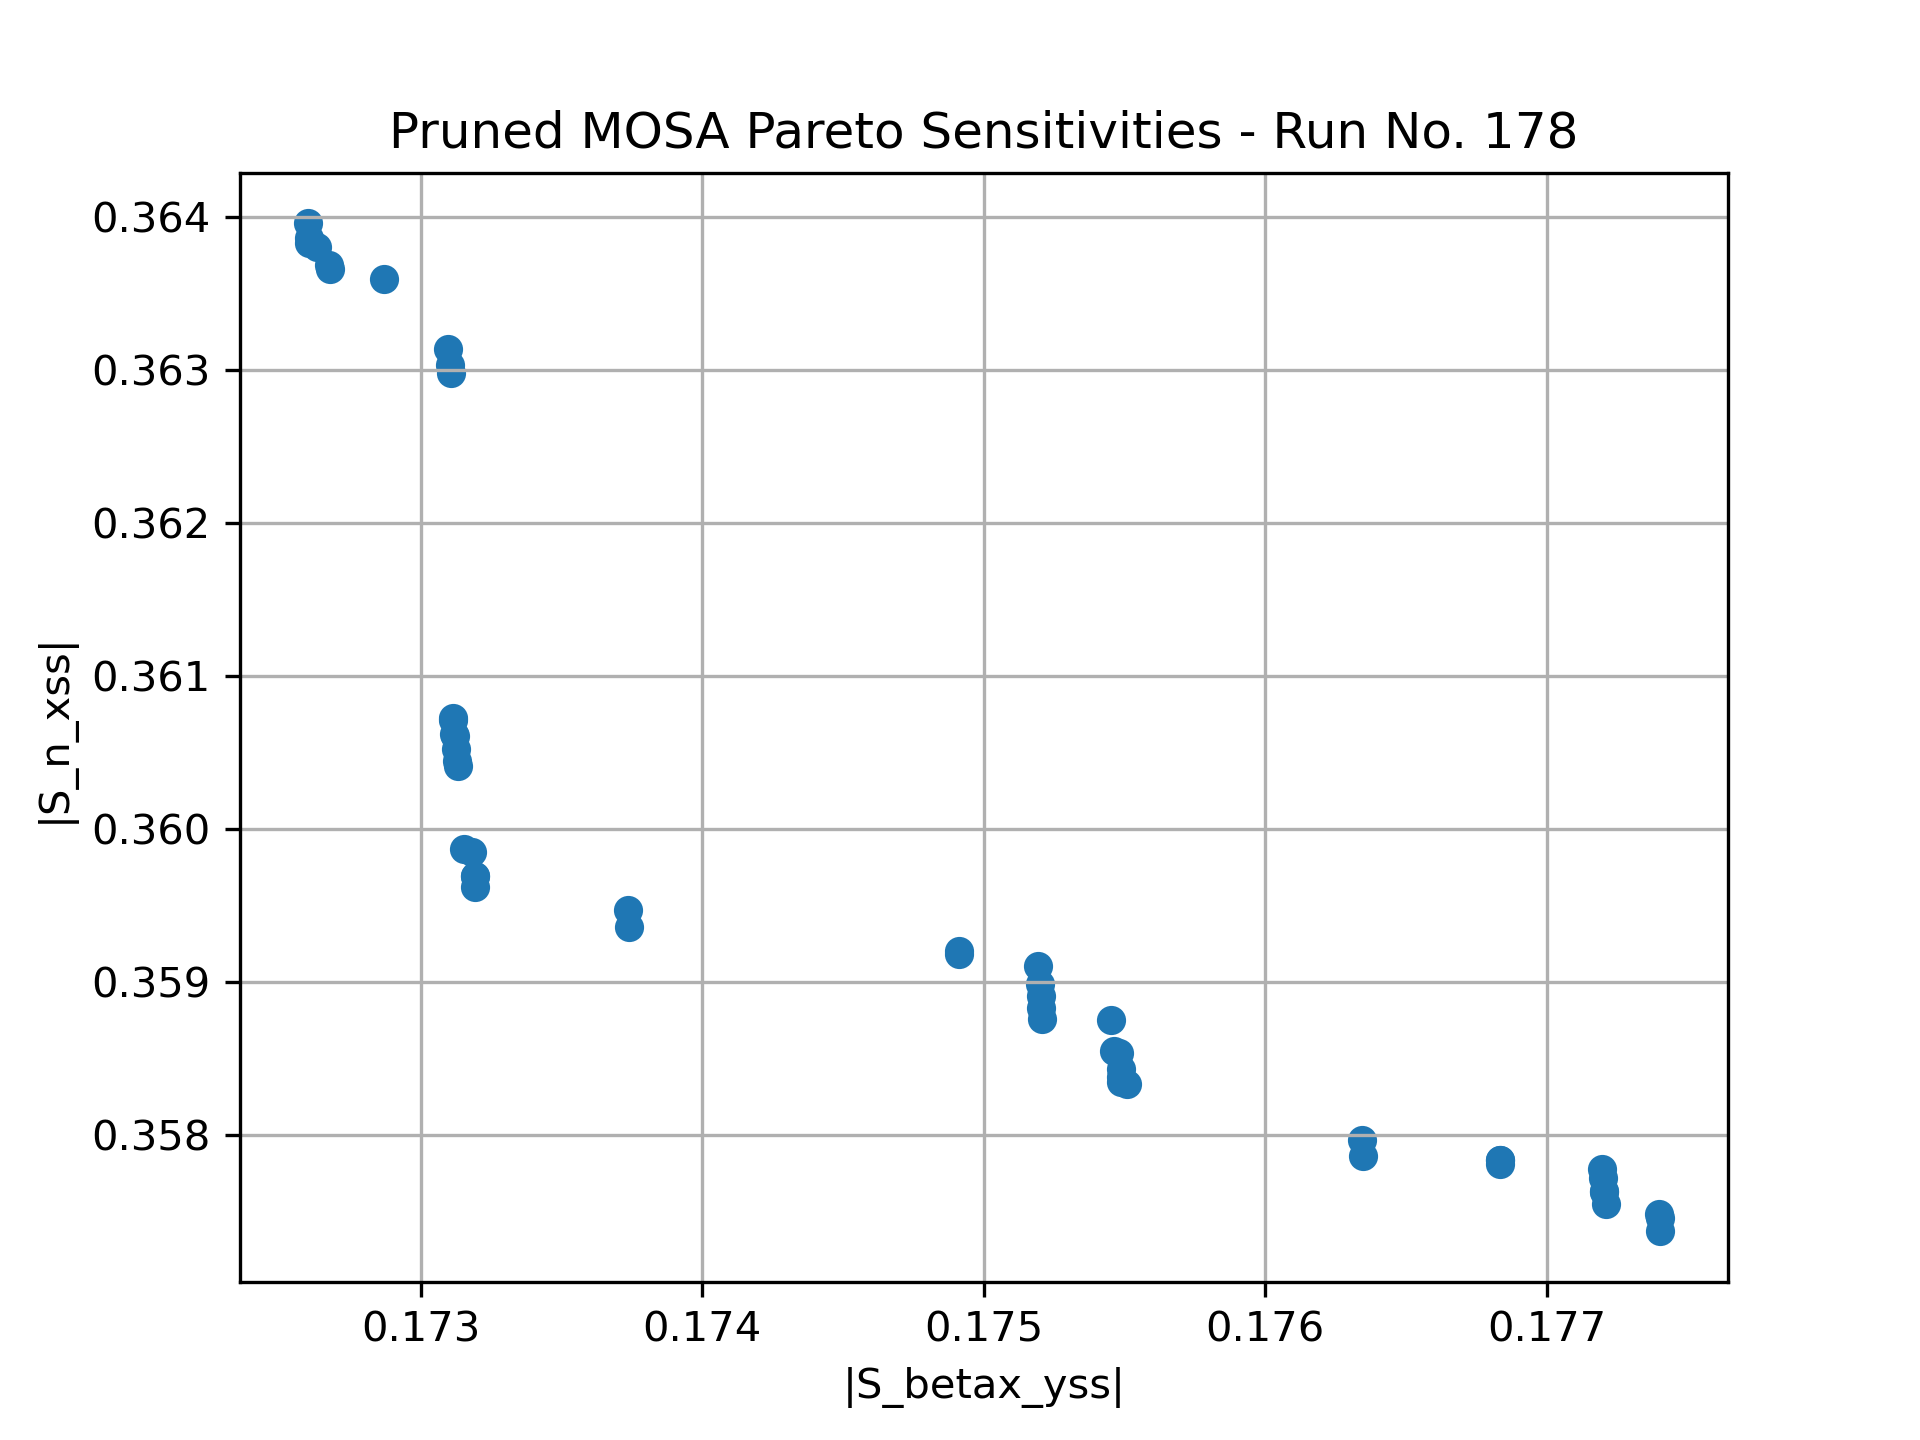 Pruned MOSA Pareto Sensitivities - Run No. 178
0.364
0.363
0.362
0.361
0.360
0.359
0.358
|S_n_xss|
0.173 0.174 0.175 0.176 0.177
|S_betax_yss|